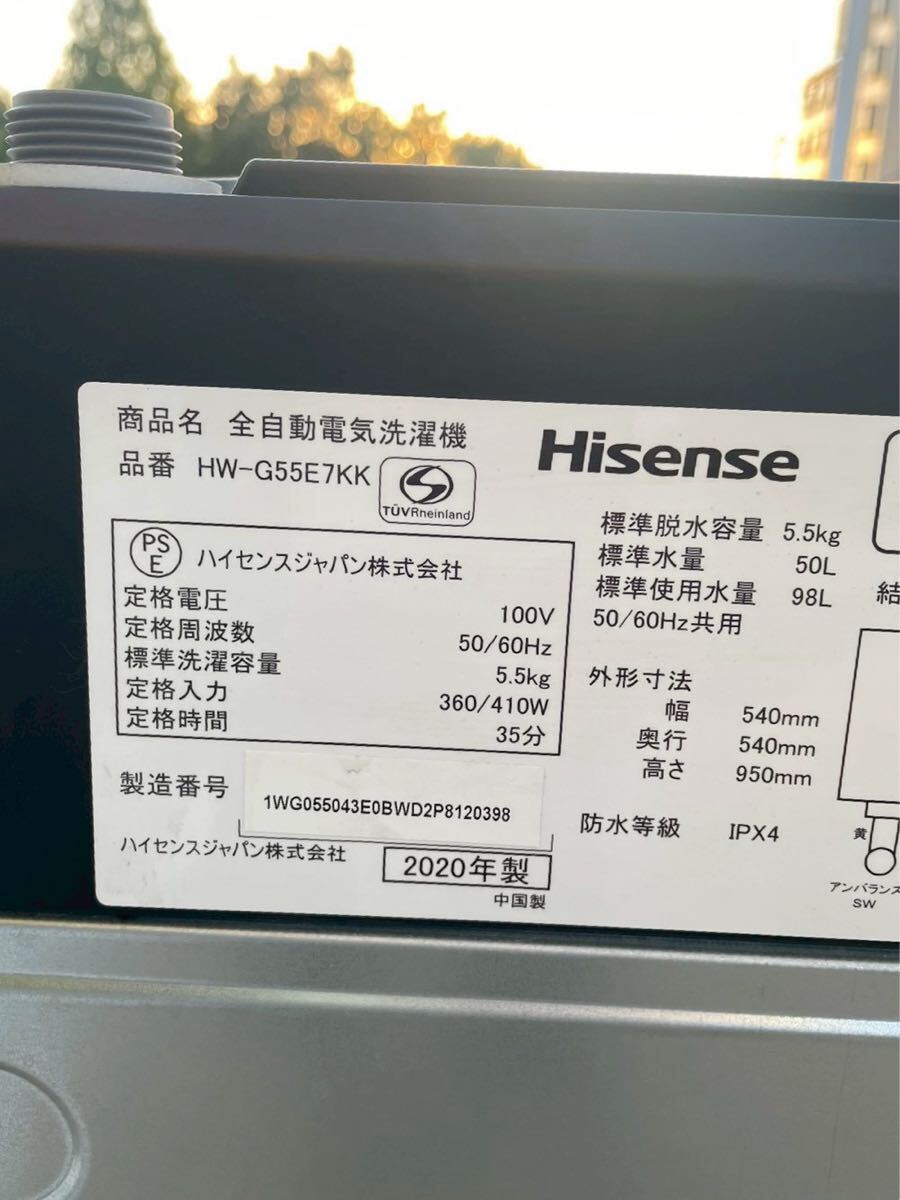 商品名 全自動電気洗濯機
品番 HW-G55E7KK
TÜVRheinland
Hisense
PS
E
ハイセンスジャパン株式会社
定格電圧 100V
定格周波数 50/60Hz
標準洗濯容量 5.5kg
定格入力 360/410W
定格時間 35分
製造番号 1WG055043E0BWD2P8120398
ハイセンスジャパン株式会社
2020年製
中国製
標準脱水容量 5.5kg
標準水量 50L
標準使用水量 98L
50/60Hz共用
外形寸法
幅 540mm
奥行 540mm
高さ 950mm
防水等級 IPX4
結
黄
アンバランス
SW